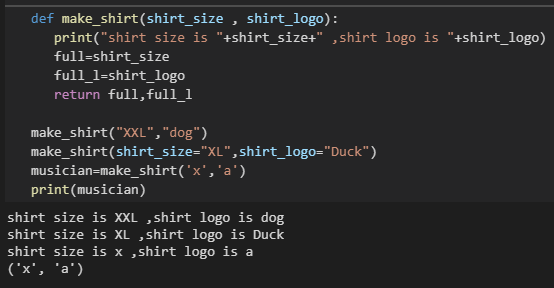 def make_shirt(shirt_size , shirt_logo):
print("shirt size is "+shirt_size+" ,shirt logo is "+shirt_logo)
full=shirt_size
full_l=shirt_logo
return full,full_l
make_shirt("XXL","dog")
make_shirt(shirt_size="XL",shirt_logo="Duck")
musician=make_shirt('x','a')
print(musician)
shirt size is XXL ,shirt logo is dog
shirt size is XL ,shirt logo is Duck
shirt size is x ,shirt logo is a
('x', 'a')